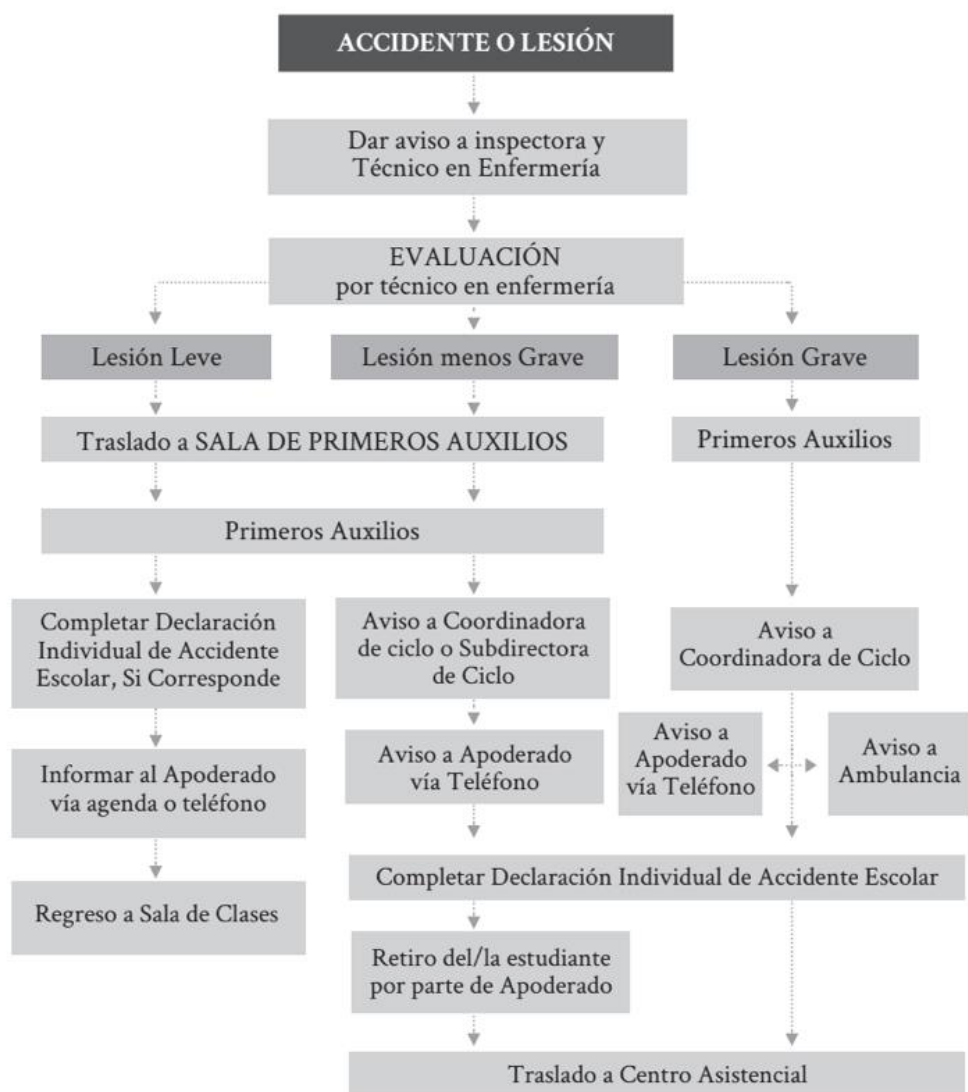 ACCIDENTE O LESIÓN
Dar aviso a inspectora y
Técnico en Enfermería
EVALUACIÓN
por técnico en enfermería
Lesión Leve
Lesión menos Grave
Lesión Grave
Traslado a SALA DE PRIMEROS AUXILIOS
Primeros Auxilios
Primeros Auxilios
Completar Declaración
Individual de Accidente
Escolar, Si Corresponde
Aviso a Coordinadora
de ciclo o Subdirectora
de Ciclo
Aviso a
Coordinadora de Ciclo
Informar al Apoderado
vía agenda o teléfono
Aviso a Apoderado
vía Teléfono
Aviso a
Apoderado
vía Teléfono
Aviso a
Ambulancia
Regreso a Sala de Clases
Completar Declaración Individual de Accidente Escolar
Retiro del/la estudiante
por parte de Apoderado
Traslado a Centro Asistencial